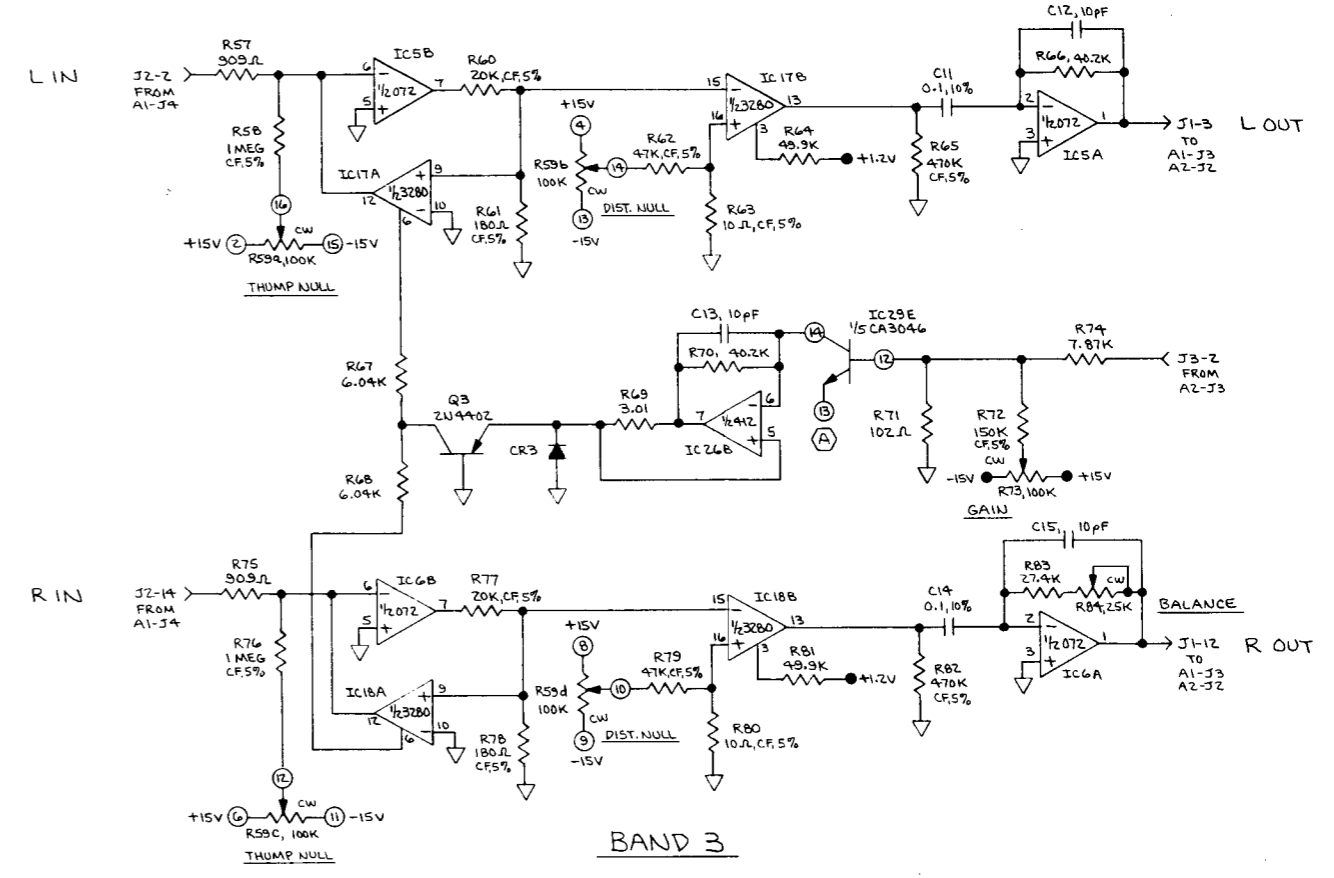 L IN
J2-2
FROM
A1-J4
R57
909Ω
R58
1 MEG
CF,5%
16
+15V
2
CW
15
-15V
R59a,100K
THUMP NULL
IC5B
6
-
1/2 072
7
5
+
R60
20K,CF,5%
IC17A
12
1/2 3280
9
+
-
10
6
R61
180Ω
CF,5%
+15V
4
R59b
100K
CW
13
-15V
14
DIST. NULL
R62
47K,CF,5%
R63
10Ω,CF,5%
IC17B
15
-
1/2 3280
13
16
+
3
R64
49.9K
+1.2V
C11
0.1,10%
R65
470K
CF,5%
C12,10pF
R66,40.2K
2
-
1/2 072
1
3
+
IC5A
J1-3
TO
A1-J3
A2-J2
L OUT
R67
6.04K
R68
6.04K
Q3
2N4402
CR3
R69
3.01
C13, 10pF
R70, 40.2K
7
1/2 412
-
6
+
5
IC26B
IC29E
1/5 CA3046
14
12
13
A
R71
102Ω
R72
150K
CF,5%
CW
-15V
+15V
R73,100K
GAIN
R74
7.87K
J3-2
FROM
A2-J3
R IN
J2-14
FROM
A1-J4
R75
909Ω
R76
1 MEG
CF,5%
12
+15V
6
CW
11
-15V
R59C, 100K
THUMP NULL
IC6B
6
-
1/2 072
7
5
+
R77
20K,CF,5%
IC18A
12
1/2 3280
9
+
-
10
6
R78
180Ω
CF,5%
+15V
8
R59d
100K
CW
9
-15V
10
DIST. NULL
R79
47K,CF,5%
R80
10Ω,CF,5%
IC18B
15
-
1/2 3280
13
16
+
3
R81
49.9K
+1.2V
C14
0.1,10%
R82
470K
CF,5%
C15, 10pF
R83
27.4K
CW
R84,25K
BALANCE
2
-
1/2 072
1
3
+
IC6A
J1-12
TO
A1-J3
A2-J2
R OUT
BAND 3